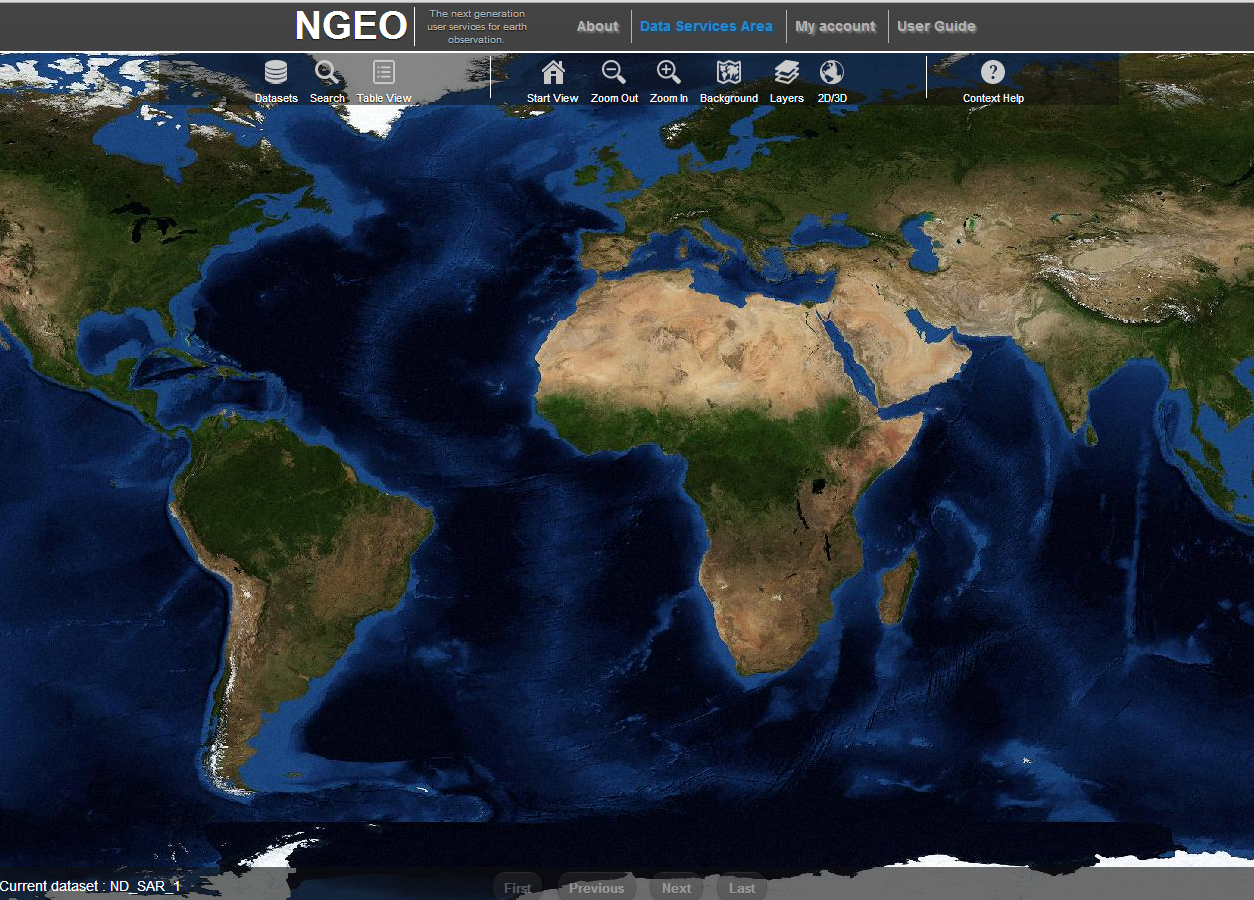 NGEO
The next generation
user services for earth
observation.
About
Data Services Area
My account
User Guide
Datasets
Search
Table View
Start View
Zoom Out
Zoom In
Background
Layers
2D/3D
?
Context Help
Current dataset : ND_SAR_1
First
Previous
Next
Last